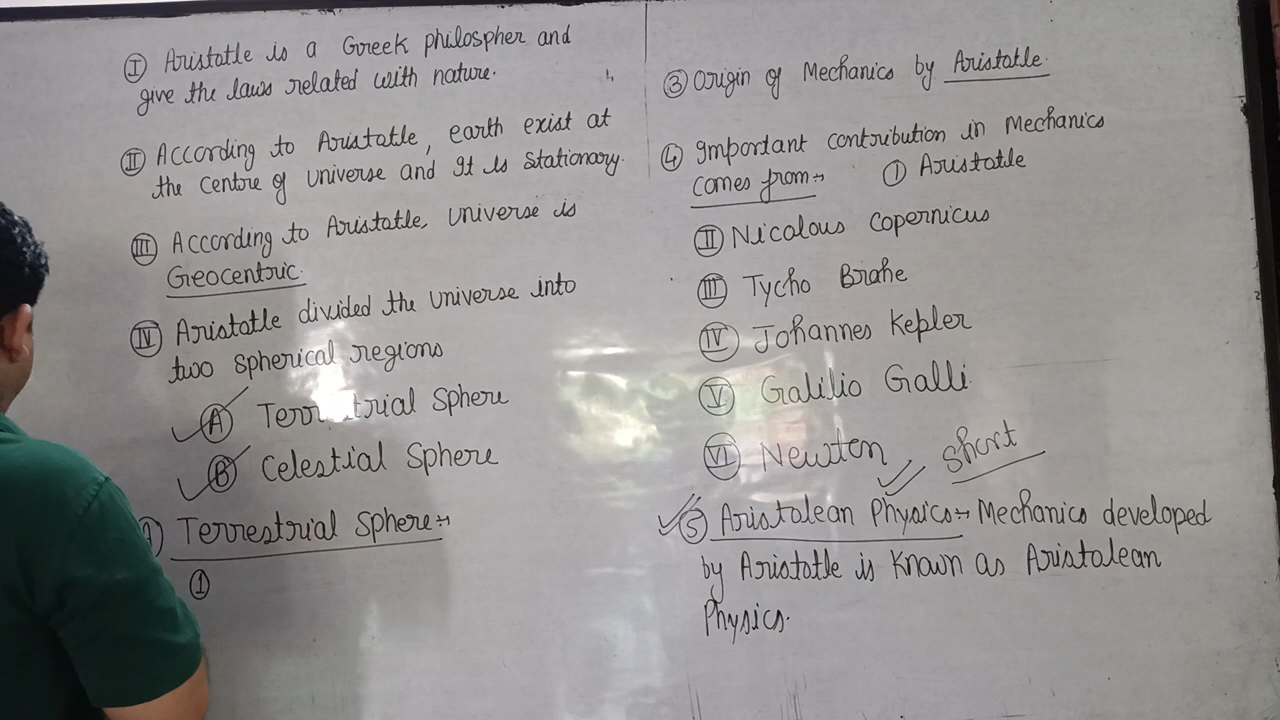 Ⓘ Aristotle is a Greek philospher and
give the laws related with nature.
Ⓘⓘ According to Aristotle, earth exist at
the Centre of universe and It is Stationary.
Ⓘⓘⓘ According to Aristotle, universe is
Geocentric.
ⒾⓋ Aristotle divided the universe into
two spherical regions
Ⓐ Terrestrial Sphere
Ⓑ Celestial Sphere
Ⓐ Terrestrial Sphere:-
①
③ Origin of Mechanics by Aristotle.
④ Important contribution in Mechanics
comes from:- ① Aristotle
Ⓘⓘ Nicolous Copernicus
Ⓘⓘⓘ Tycho Brahe
ⒾⓋ Johannes Kepler
Ⓥ Galilio Galli
ⓋⒾ Newton Short
⑤ Aristolean Physics:- Mechanics developed
by Aristotle is known as Aristolean
Physics.